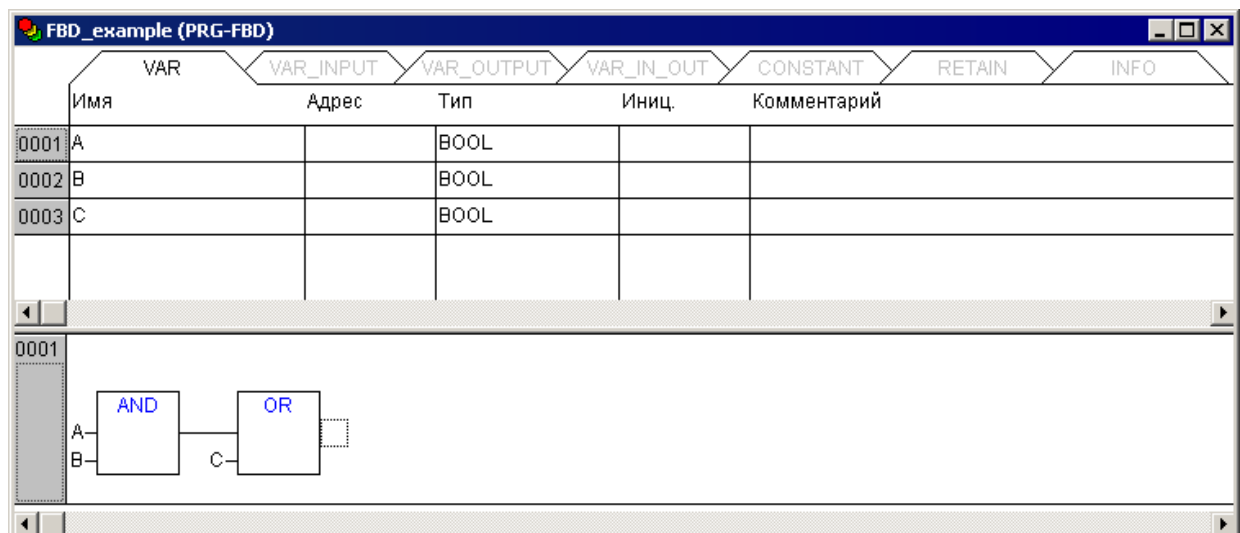 FBD_example (PRG-FBD)
VAR VAR_INPUT VAR_OUTPUT VAR_IN_OUT CONSTANT RETAIN INFO
Имя Адрес Тип Иниц. Комментарий
0001 A BOOL
0002 B BOOL
0003 C BOOL
0001
AND OR
A
B C